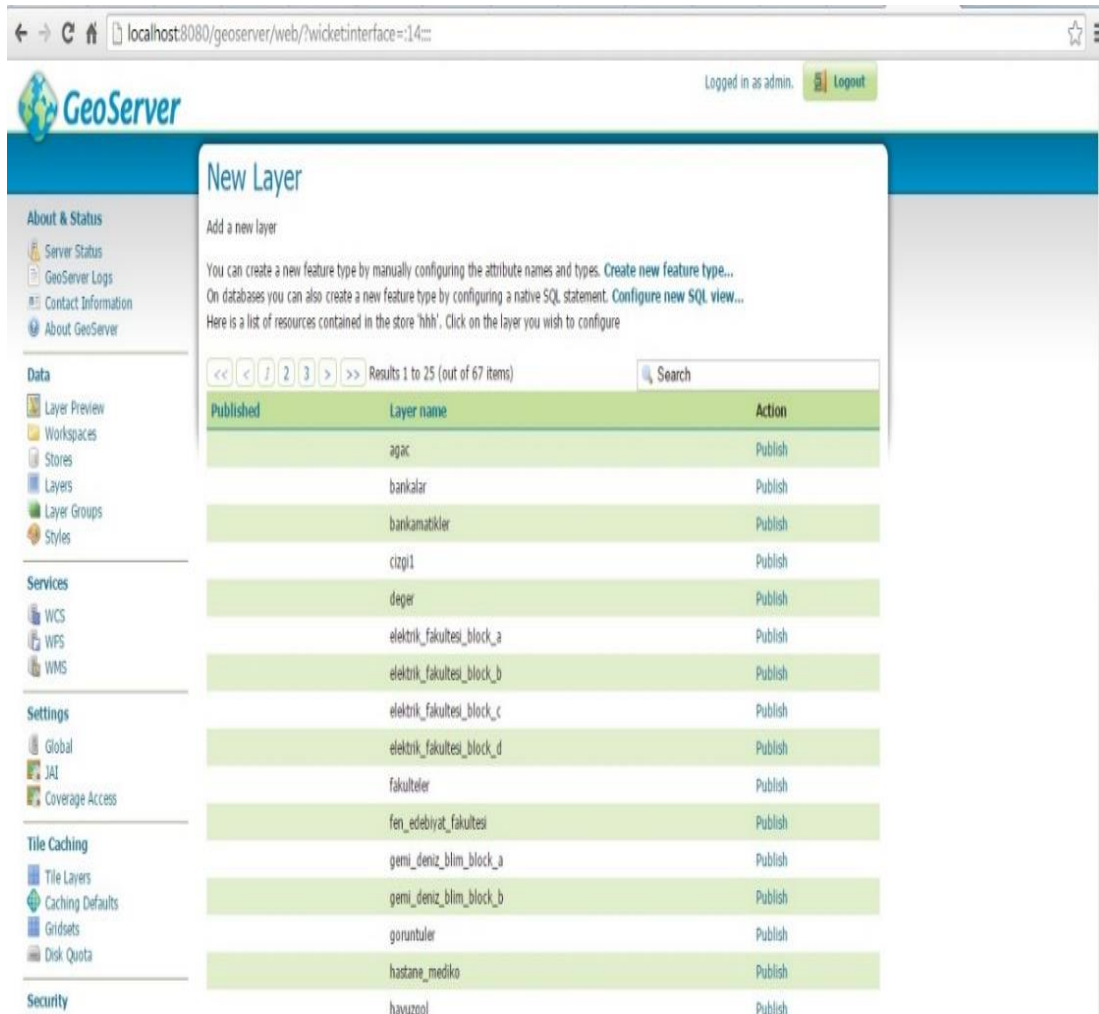 localhost:8080/geoserver/web/?wicket:interface=:14::::
GeoServer
Logged in as admin.
Logout
New Layer
Add a new layer
You can create a new feature type by manually configuring the attribute names and types. Create new feature type...
On databases you can also create a new feature type by configuring a native SQL statement. Configure new SQL view...
Here is a list of resources contained in the store 'hhh'. Click on the layer you wish to configure
<< < 1 2 3 > >> Results 1 to 25 (out of 67 items)
Search
Published Layer name Action
agac Publish
bankalar Publish
bankamatikler Publish
cizgi1 Publish
deger Publish
elektrik_fakultesi_block_a Publish
elektrik_fakultesi_block_b Publish
elektrik_fakultesi_block_c Publish
elektrik_fakultesi_block_d Publish
fakulteler Publish
fen_edebiyat_fakultesi Publish
gemi_deniz_blim_block_a Publish
gemi_deniz_blim_block_b Publish
goruntuler Publish
hastane_mediko Publish
havuzgol Publish
About & Status
Server Status
GeoServer Logs
Contact Information
About GeoServer
Data
Layer Preview
Workspaces
Stores
Layers
Layer Groups
Styles
Services
WCS
WFS
WMS
Settings
Global
JAI
Coverage Access
Tile Caching
Tile Layers
Caching Defaults
Gridsets
Disk Quota
Security